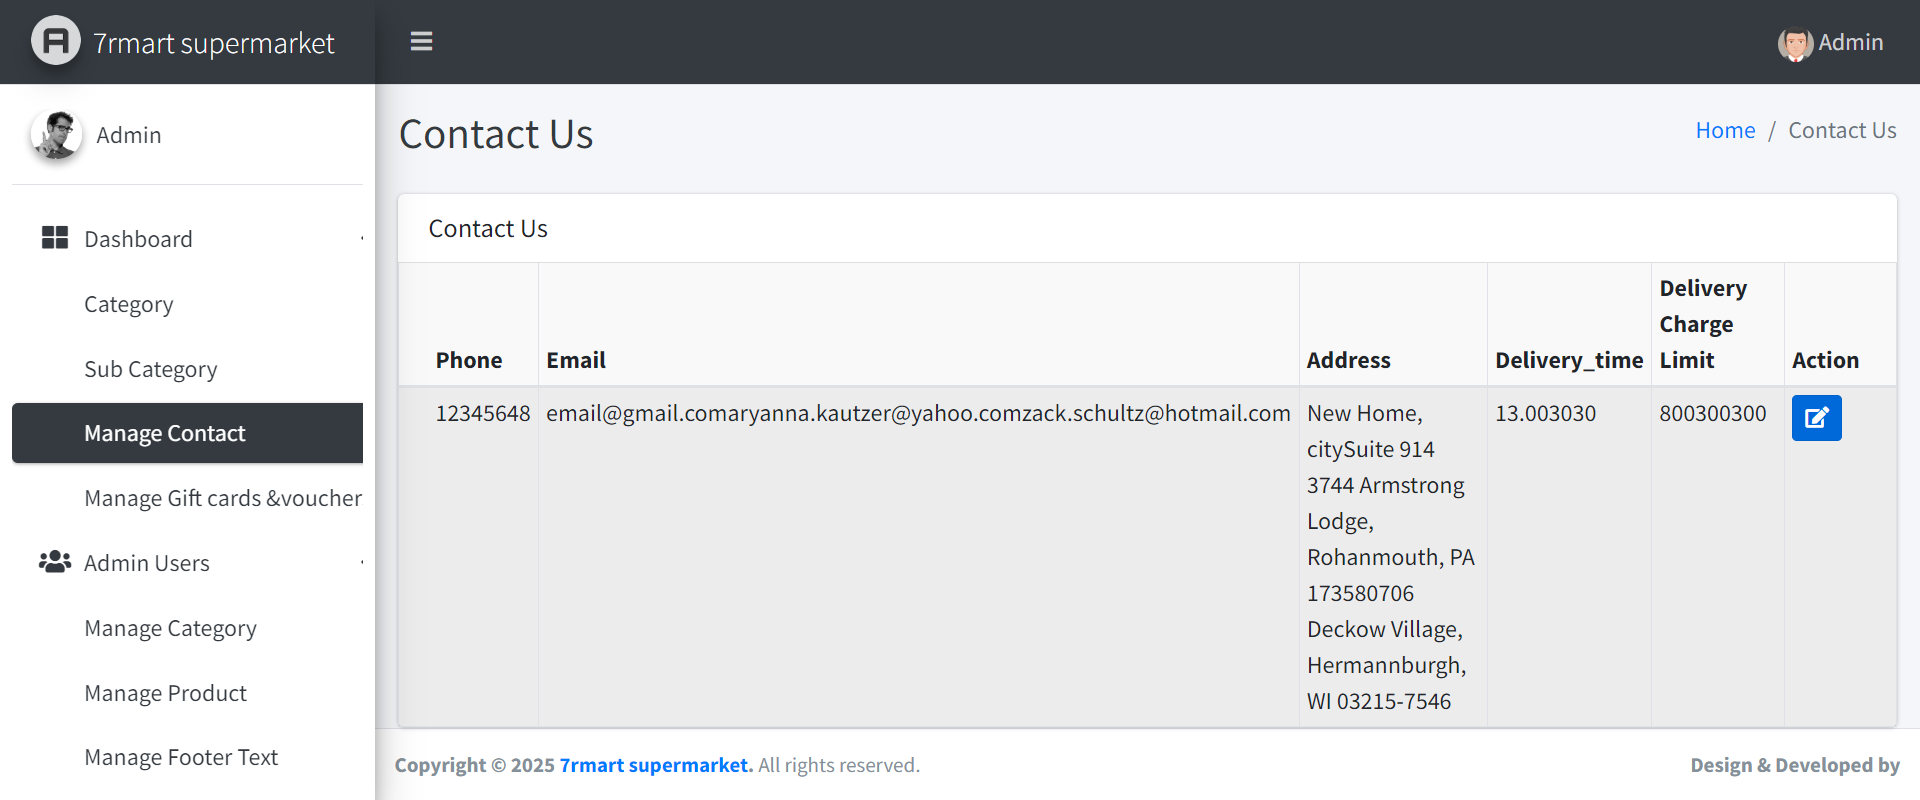 7rmart supermarket
Admin
Admin
Contact Us
Home / Contact Us
Dashboard
Category
Sub Category
Manage Contact
Manage Gift cards &voucher
Admin Users
Manage Category
Manage Product
Manage Footer Text
Contact Us
Phone
Email
Address
Delivery_time
Delivery
Charge
Limit
Action
12345648
email@gmail.comaryanna.kautzer@yahoo.comzack.schultz@hotmail.com
New Home,
citySuite 914
3744 Armstrong
Lodge,
Rohanmouth, PA
173580706
Deckow Village,
Hermannburgh,
WI 03215-7546
13.003030
800300300
Copyright © 2025 7rmart supermarket. All rights reserved.
Design & Developed by